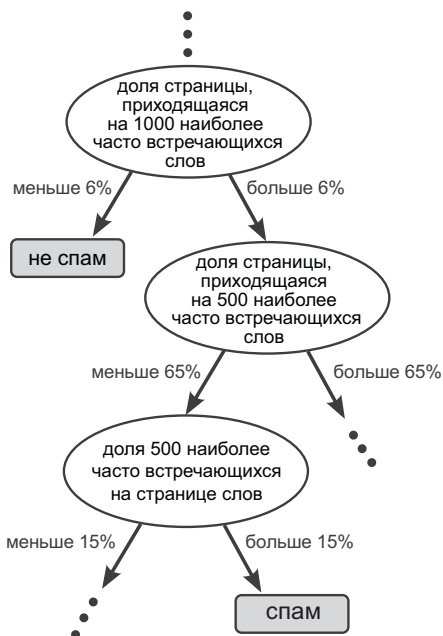 доля страницы,
приходящаяся
на 1000 наиболее
часто встречающихся
слов
меньше 6%
больше 6%
не спам
доля страницы,
приходящаяся
на 500 наиболее
часто встречающихся
слов
меньше 65%
больше 65%
доля 500 наиболее
часто встречающихся
на странице слов
меньше 15%
больше 15%
спам